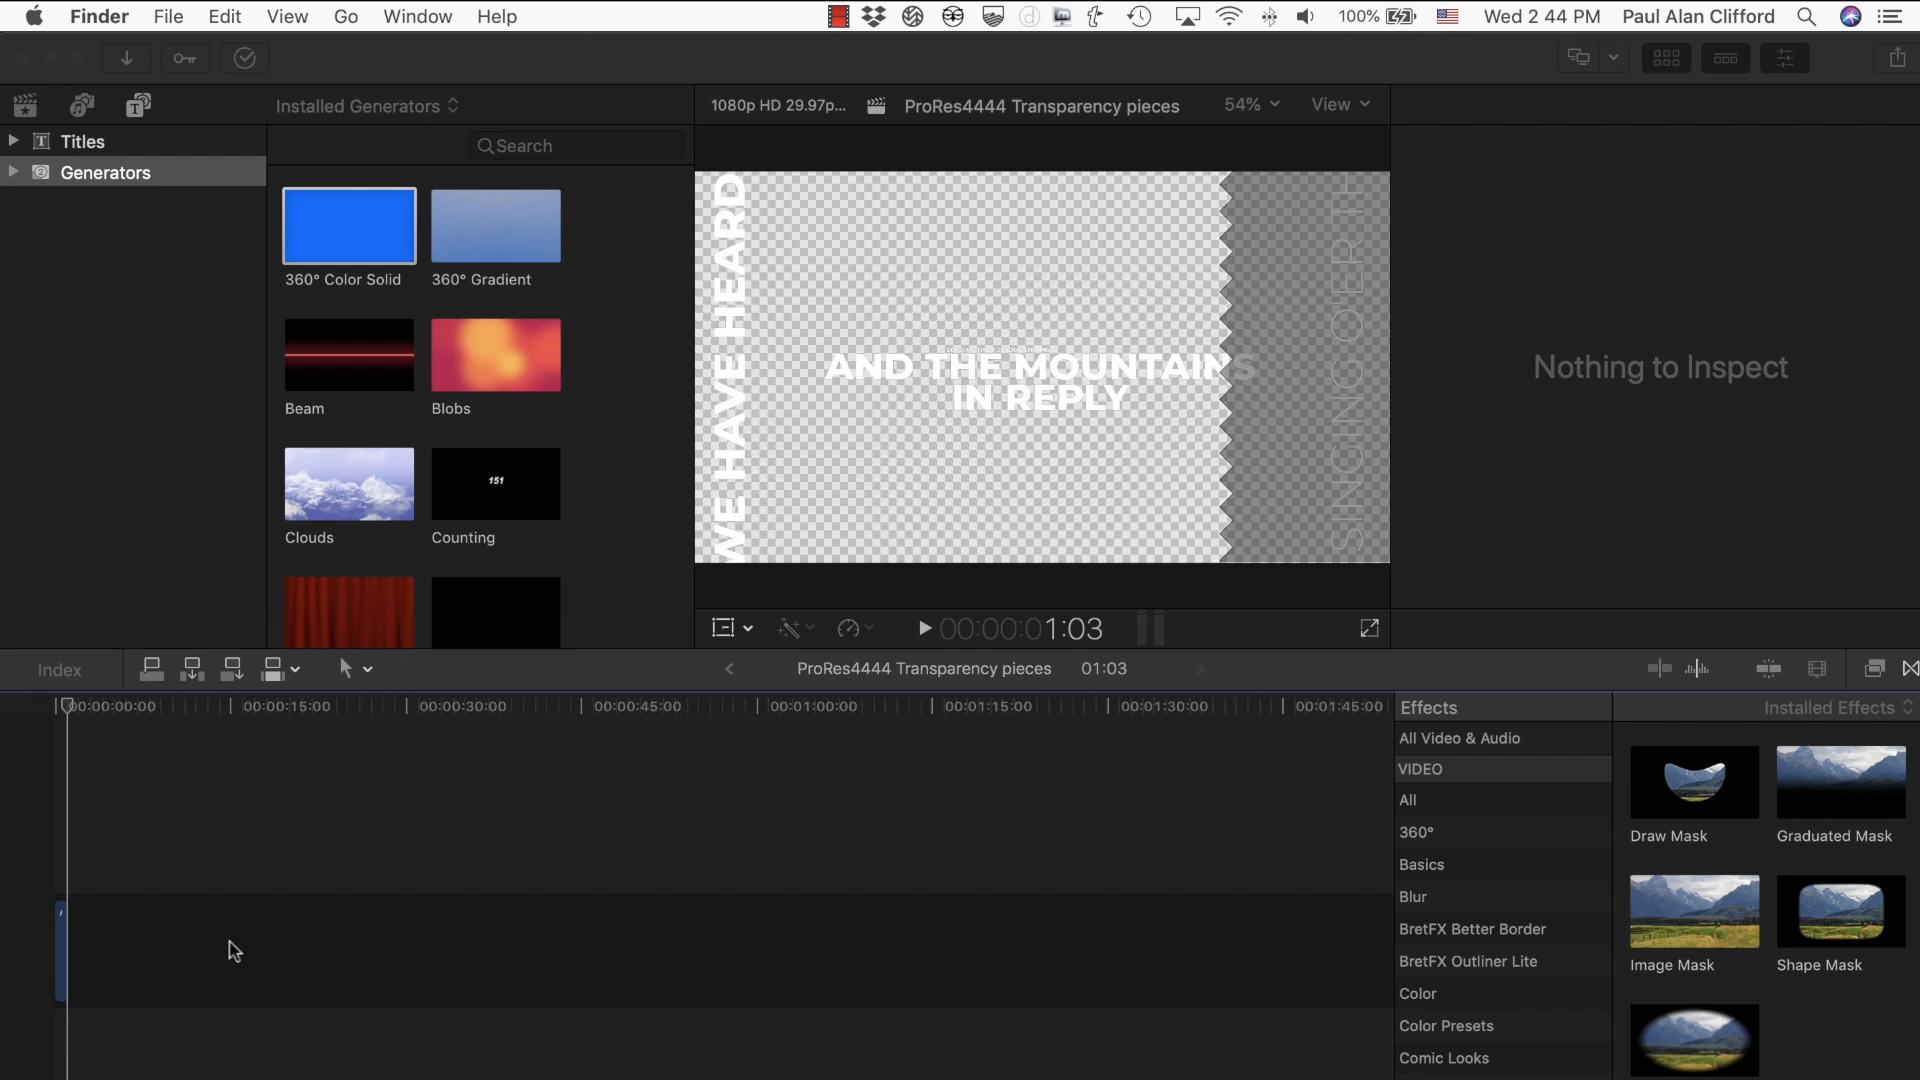 Finder File Edit View Go Window Help 100% Wed 2 44 PM Paul Alan Clifford
Installed Generators
1080p HD 29.97p... ProRes4444 Transparency pieces 54% View
Titles
Search
Generators
360° Color Solid 360° Gradient
Beam Blobs
151
Clouds Counting
WE HAVE HEARD
AND THE MOUNTAINS
IN REPLY
SINGING O'ER TH
Nothing to Inspect
00:00:01:03
Index ProRes4444 Transparency pieces 01:03
00:00:00:00 00:00:15:00 00:00:30:00 00:00:45:00 00:01:00:00 00:01:15:00 00:01:30:00 00:01:45:00
Effects Installed Effects
All Video & Audio
VIDEO
All
360°
Basics
Blur
BretFX Better Border
BretFX Outliner Lite
Color
Color Presets
Comic Looks
Draw Mask Graduated Mask
Image Mask Shape Mask